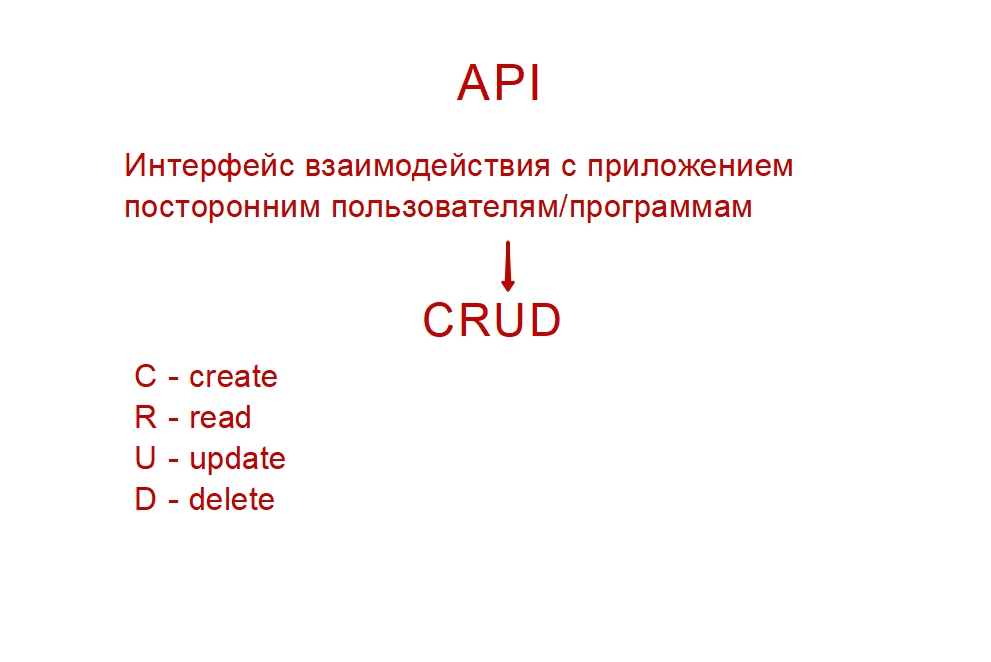 API
Интерфейс взаимодействия с приложением
посторонним пользователям/программам
CRUD
C - create
R - read
U - update
D - delete